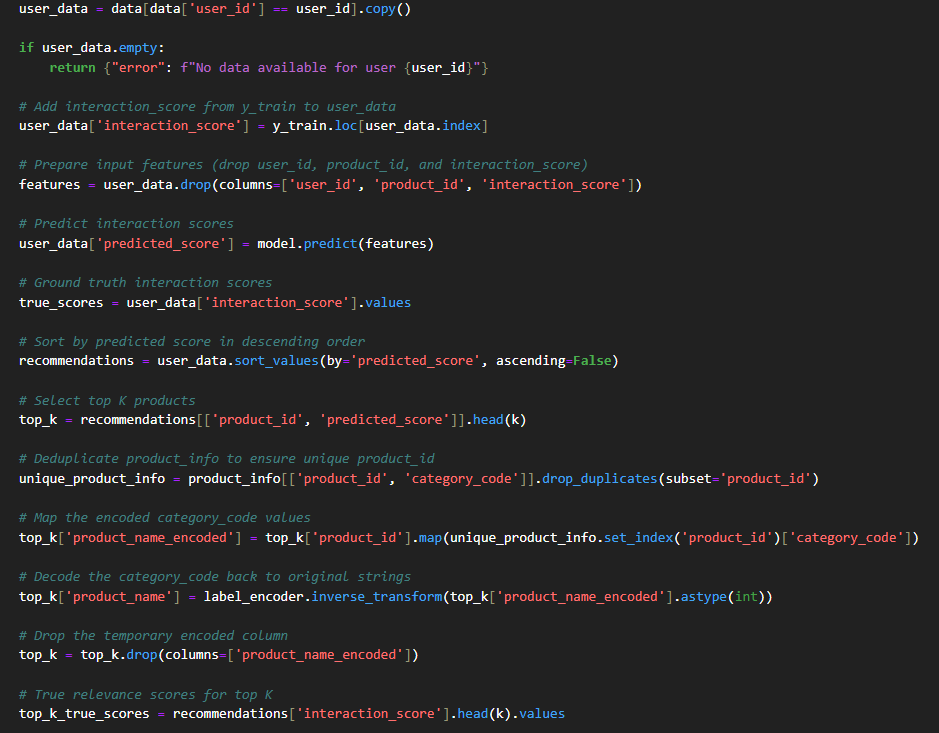 user_data = data[data['user_id'] == user_id].copy()
if user_data.empty:
    return {"error": f"No data available for user {user_id}"}
# Add interaction_score from y_train to user_data
user_data['interaction_score'] = y_train.loc[user_data.index]
# Prepare input features (drop user_id, product_id, and interaction_score)
features = user_data.drop(columns=['user_id', 'product_id', 'interaction_score'])
# Predict interaction scores
user_data['predicted_score'] = model.predict(features)
# Ground truth interaction scores
true_scores = user_data['interaction_score'].values
# Sort by predicted score in descending order
recommendations = user_data.sort_values(by='predicted_score', ascending=False)
# Select top K products
top_k = recommendations[['product_id', 'predicted_score']].head(k)
# Deduplicate product_info to ensure unique product_id
unique_product_info = product_info[['product_id', 'category_code']].drop_duplicates(subset='product_id')
# Map the encoded category_code values
top_k['product_name_encoded'] = top_k['product_id'].map(unique_product_info.set_index('product_id')['category_code'])
# Decode the category_code back to original strings
top_k['product_name'] = label_encoder.inverse_transform(top_k['product_name_encoded'].astype(int))
# Drop the temporary encoded column
top_k = top_k.drop(columns=['product_name_encoded'])
# True relevance scores for top K
top_k_true_scores = recommendations['interaction_score'].head(k).values